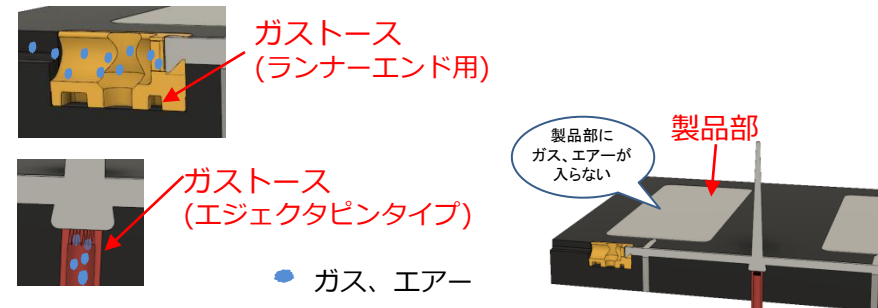 ガストース
(ランナーエンド用)
ガストース
(エジェクタピンタイプ)
ガス、エアー
製品部に
ガス、エアーが
入らない
製品部